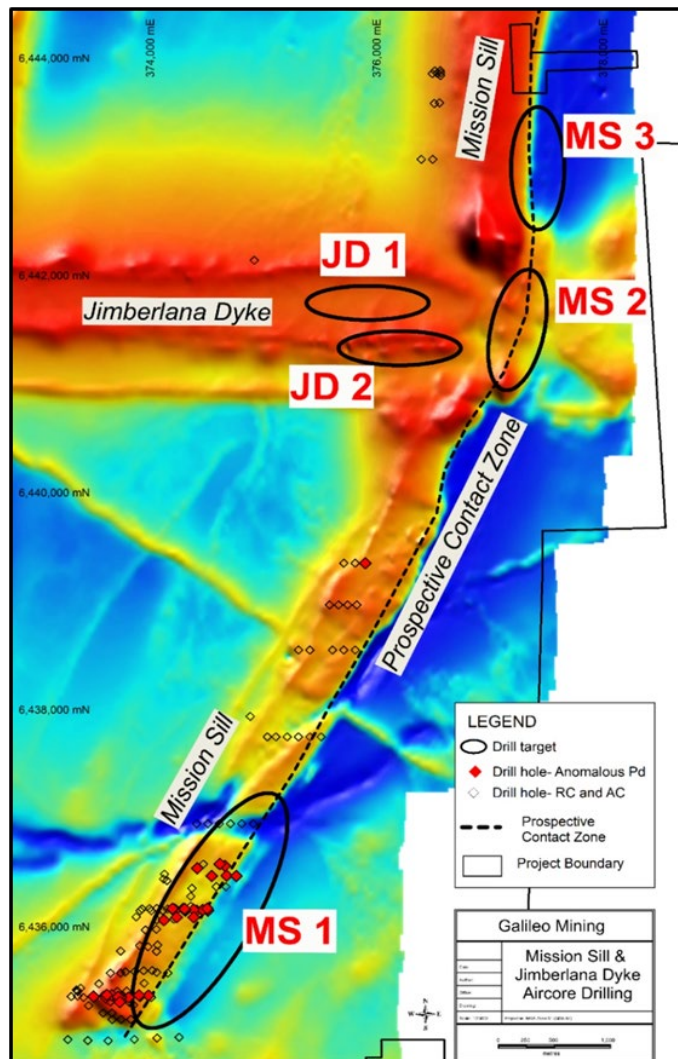 374,000 mE
376,000 mE
378,000 mE
6,444,000 mN
Mission Sill
MS 3
6,442,000 mN
JD 1
Jimberlana Dyke
MS 2
JD 2
6,440,000 mN
Prospective Contact Zone
6,438,000 mN
Mission Sill
6,436,000 mN
MS 1
LEGEND
Drill target
Drill hole- Anomalous Pd
Drill hole- RC and AC
Prospective
Contact Zone
Project Boundary
Galileo Mining
Mission Sill &
Jimberlana Dyke
Aircore Drilling
N
W E
S